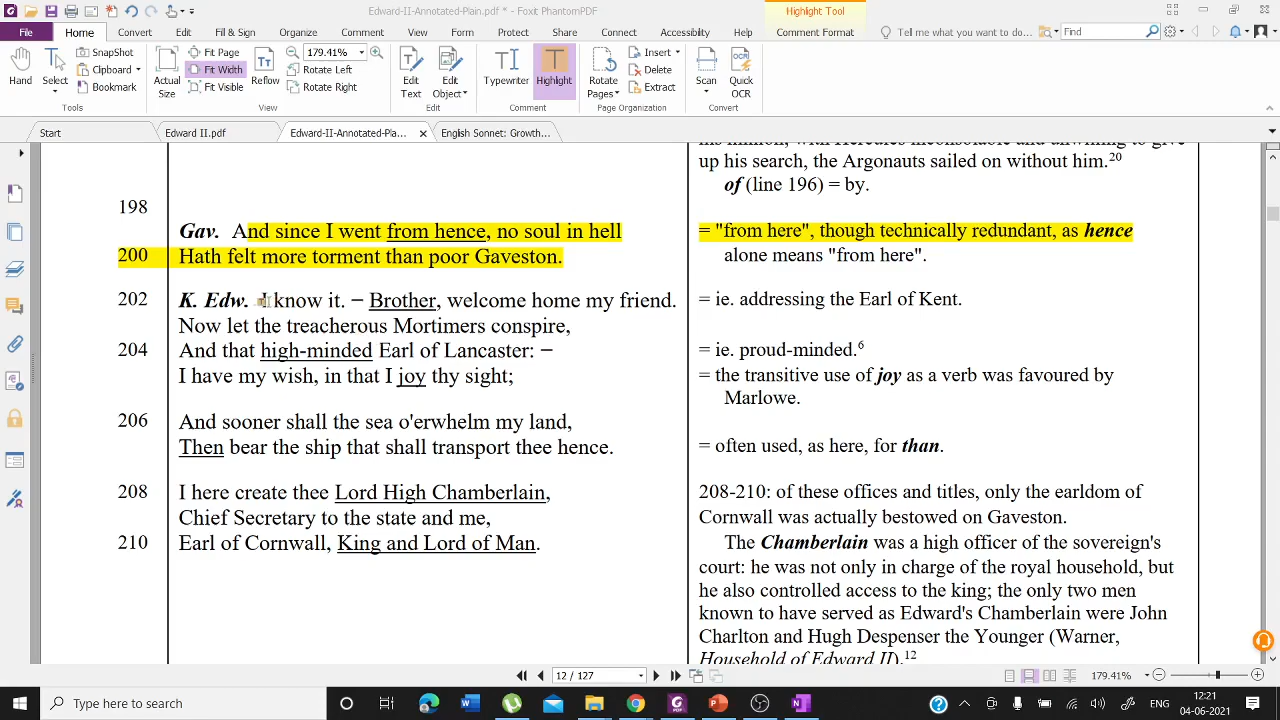 Edward-II-Annotated-Plain.pdf * - Foxit PhantomPDF
Highlight Tool
File Home Convert Edit Fill & Sign Organize Comment View Form Protect Share Connect Accessibility Help Comment Format Tell me what you want to do... Find
SnapShot
Clipboard
Bookmark
Hand
Select
Tools
Actual Size
Fit Page
Fit Width
Fit Visible
Reflow
179.41%
Rotate Left
Rotate Right
View
Edit Text
Edit Object
Edit
Typewriter
Highlight
Comment
Rotate Pages
Insert
Delete
Extract
Page Organization
Scan
Quick OCR
Convert
Start
Edward II.pdf
Edward-II-Annotated-Pla...
English Sonnet: Growth...
his minion, with Hercules inconsolable and unwilling to give
up his search, the Argonauts sailed on without him.20
of (line 196) = by.
198
Gav. And since I went from hence, no soul in hell
= "from here", though technically redundant, as hence
200 Hath felt more torment than poor Gaveston.
alone means "from here".
202 K. Edw. I know it. – Brother, welcome home my friend.
= ie. addressing the Earl of Kent.
Now let the treacherous Mortimers conspire,
204 And that high-minded Earl of Lancaster: –
= ie. proud-minded.6
I have my wish, in that I joy thy sight;
= the transitive use of joy as a verb was favoured by
Marlowe.
206 And sooner shall the sea o'erwhelm my land,
Then bear the ship that shall transport thee hence.
= often used, as here, for than.
208 I here create thee Lord High Chamberlain,
208-210: of these offices and titles, only the earldom of
Chief Secretary to the state and me,
Cornwall was actually bestowed on Gaveston.
210 Earl of Cornwall, King and Lord of Man.
The Chamberlain was a high officer of the sovereign's
court: he was not only in charge of the royal household, but
he also controlled access to the king; the only two men
known to have served as Edward's Chamberlain were John
Charlton and Hugh Despenser the Younger (Warner,
Household of Edward II).12
12 / 127
179.41%
Type here to search
ENG
12:21
04-06-2021